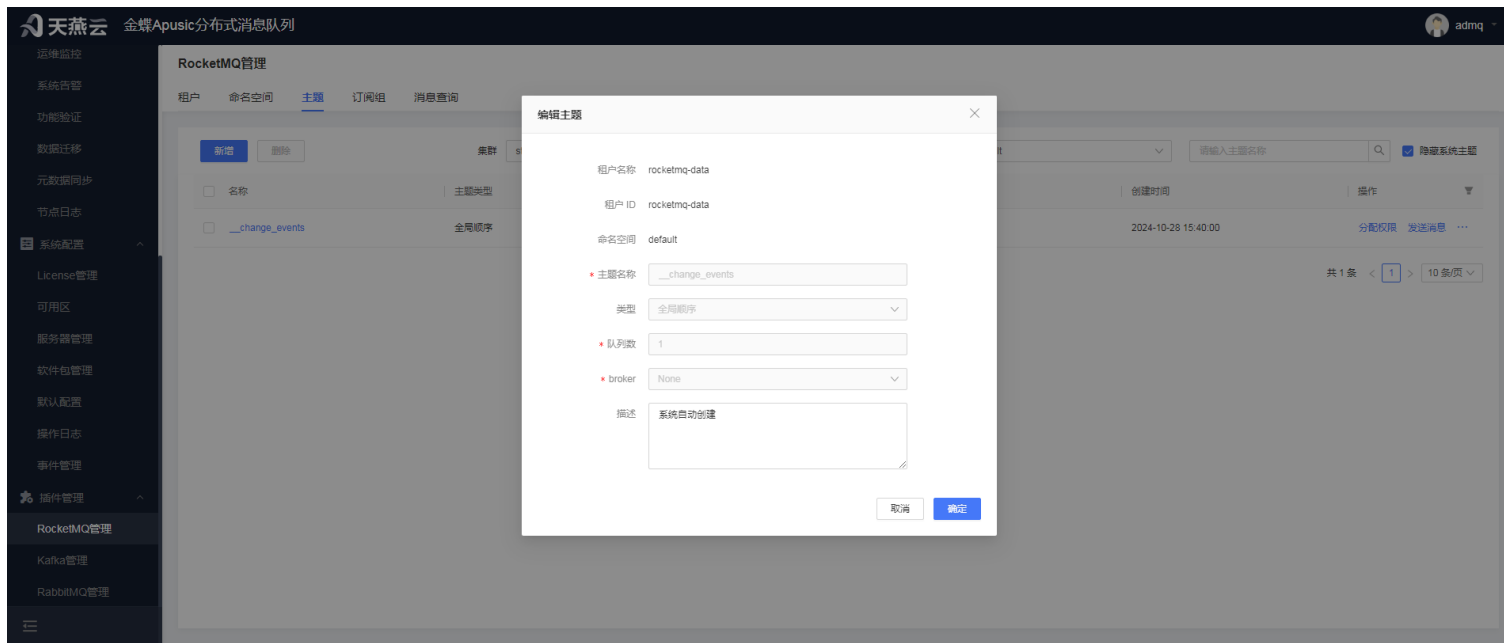 天燕云 金蝶Apusic分布式消息队列
admq
运维监控
系统告警
功能验证
数据迁移
元数据同步
节点日志
系统配置
License管理
可用区
服务器管理
软件包管理
默认配置
操作日志
事件管理
插件管理
RocketMQ管理
Kafka管理
RabbitMQ管理
RocketMQ管理
租户 命名空间 主题 订阅组 消息查询
新增 删除 集群 请输入主题名称 隐藏系统主题
名称 主题类型 创建时间 操作
__change_events 全局顺序 2024-10-28 15:40:00 分配权限 发送消息 ···
共 1 条 < 1 > 10 条/页
编辑主题
租户名称 rocketmq-data
租户 ID rocketmq-data
命名空间 default
* 主题名称 __change_events
类型 全局顺序
* 队列数 1
* broker None
描述 系统自动创建
取消 确定